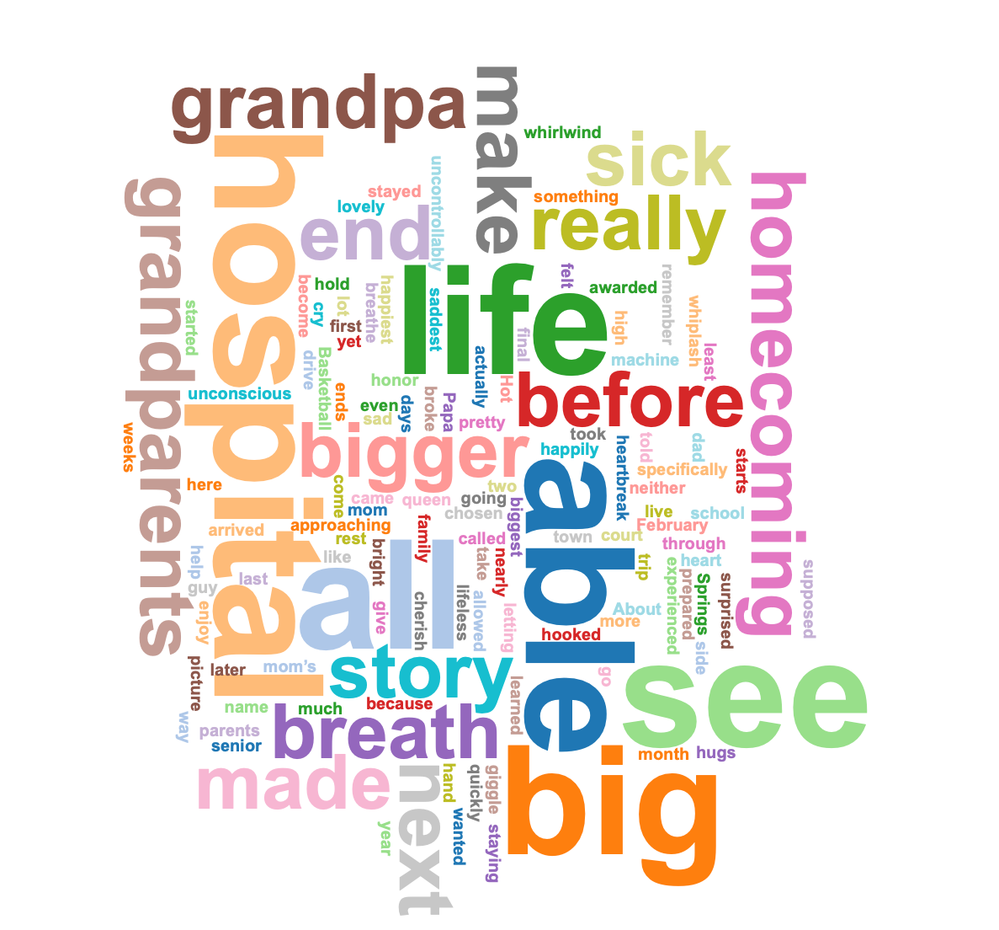 grandpa
make
whirlwind
sick
hospital
grandparents
uncontrollably
stayed
lovely
end
something
really
homecoming
life
felt
remember
awarded
become
hold
cry
lot
breathe
happiest
saddest
first
yet
started
final
high
whiplash
machine
least
actually
Basketball
drive
honor
Hot
before
unconscious
ends
even
sad
days
broke
Papa
pretty
weeks
bigger
took
happily
heartbreak
told
dad
specifically
starts
neither
here
come
came
queen
two
going
chosen
able
biggest
mom
approaching
live
school
February
arrived
rest
family
called
town
court
through
help
like
bright
all
take
nearly
trip
heart
guy
last
experienced
prepared
Springs
surprised
supposed
enjoy
give
cherish
lifeless
allowed
letting
About
more
hooked
side
picture
later
mom's
story
go
see
name
much
because
learned
way
parents
senior
breath
month
hugs
big
made
next
hand
quickly
giggle
year
wanted
staying